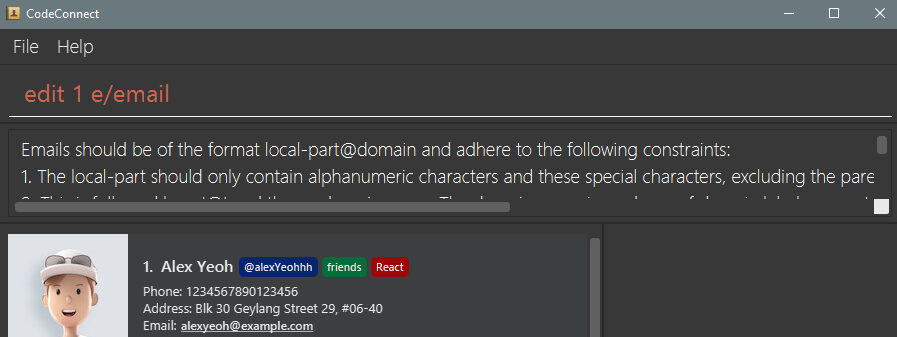 CodeConnect
File Help
edit 1 e/email
Emails should be of the format local-part@domain and adhere to the following constraints:
1. The local-part should only contain alphanumeric characters and these special characters, excluding the pare
1. Alex Yeoh @alexYeohhh friends React
Phone: 1234567890123456
Address: Blk 30 Geylang Street 29, #06-40
Email: alexyeoh@example.com